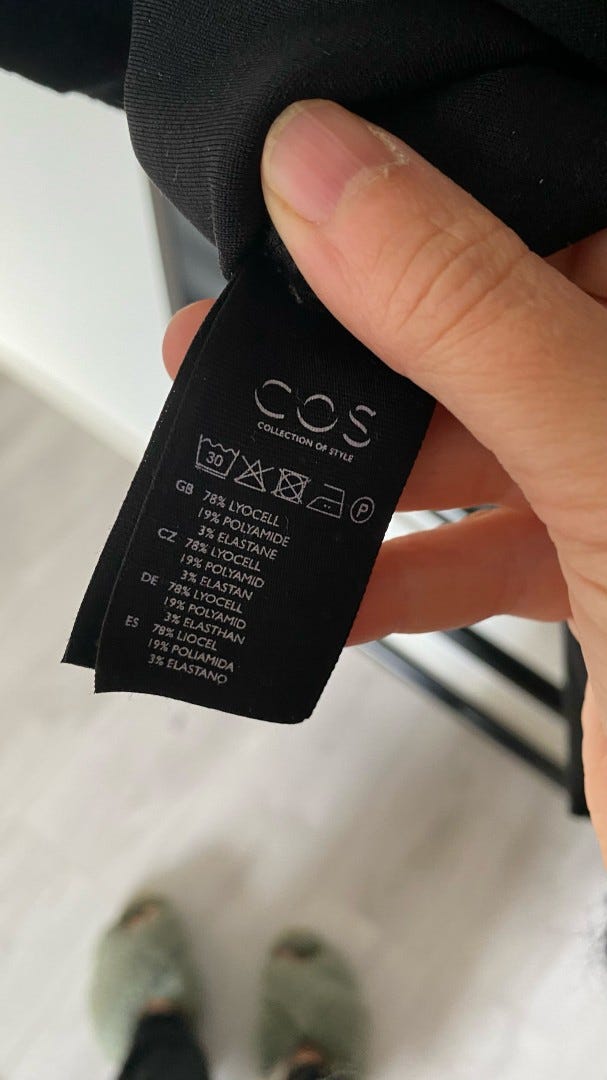 COS
COLLECTION OF STYLE
30 P
GB 78% LYOCELL
19% POLYAMIDE
3% ELASTANE
CZ 78% LYOCELL
19% POLYAMID
3% ELASTAN
DE 78% LYOCELL
19% POLYAMID
3% ELASTHAN
ES 78% LIOCEL
19% POLIAMIDA
3% ELASTANO